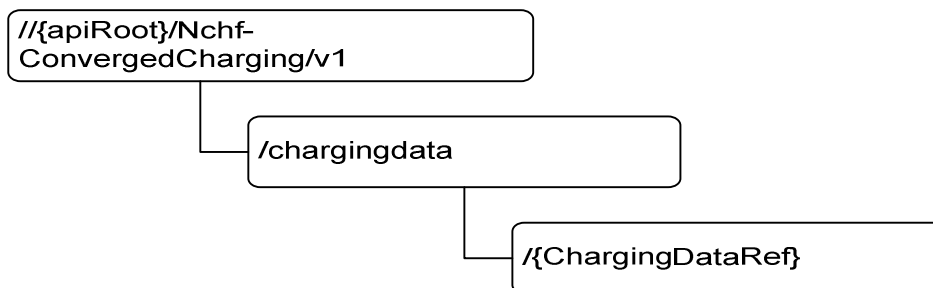 //{apiRoot}/Nchf-
ConvergedCharging/v1
/chargingdata
/{ChargingDataRef}